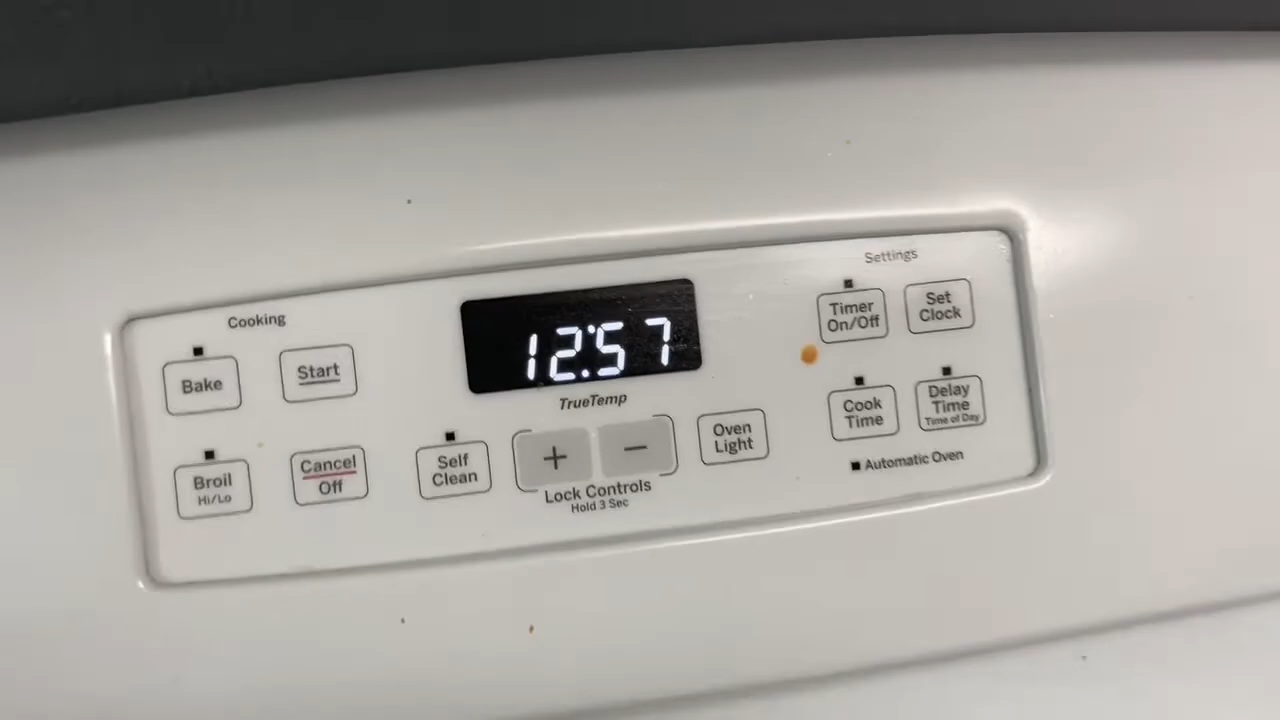 Cooking
Bake
Start
Broil
Hi/Lo
Cancel
Off
Self
Clean
12:57
TrueTemp
+ −
Lock Controls
Hold 3 Sec
Oven
Light
Settings
Timer
On/Off
Set
Clock
Cook
Time
Delay
Time
Time of Day
Automatic Oven